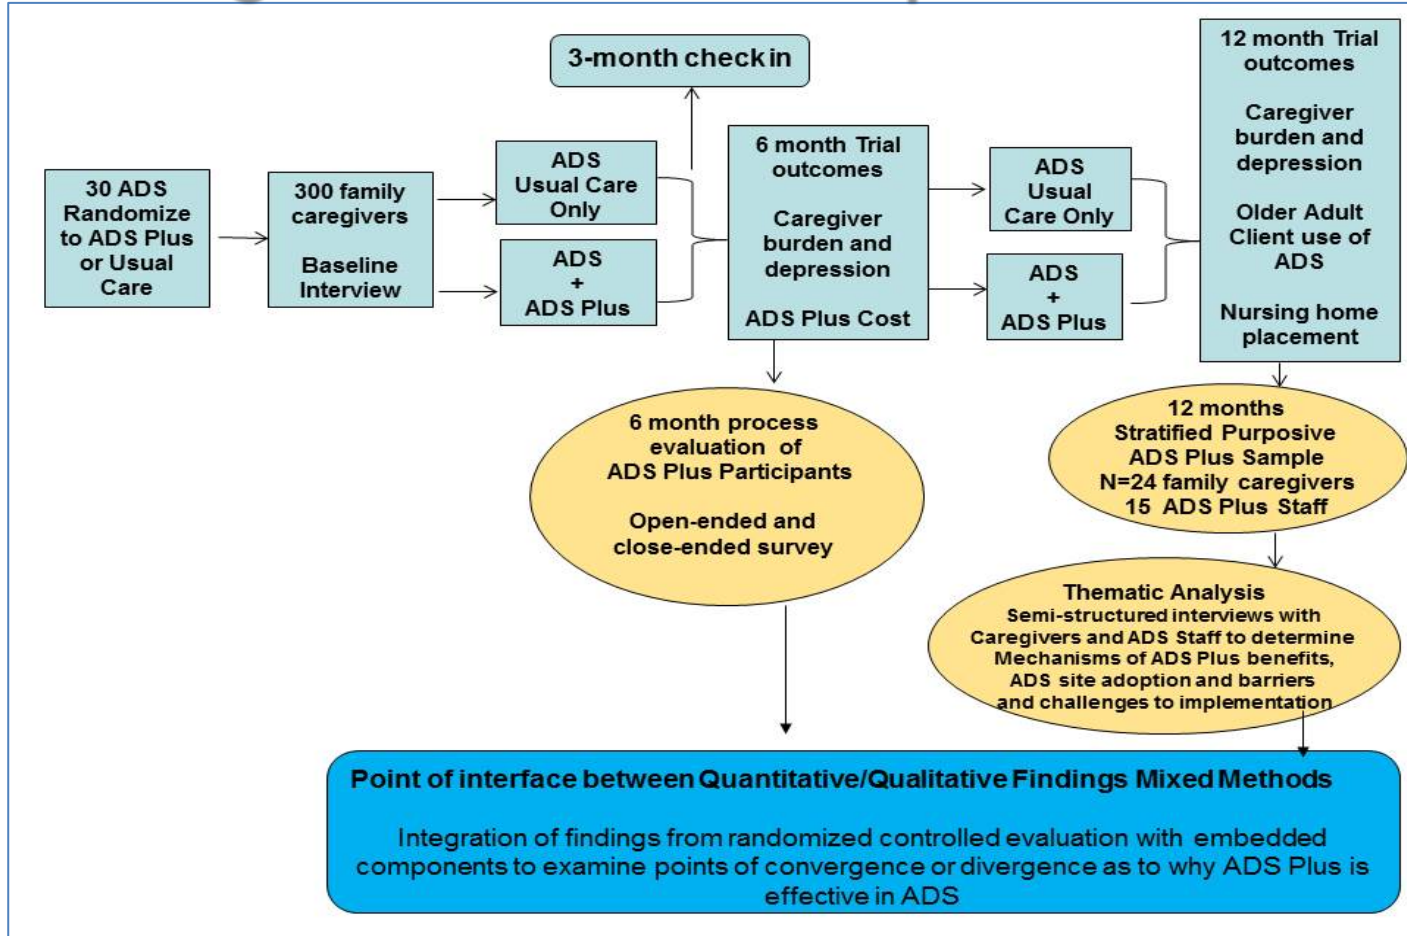 3-month check in
30 ADS
Randomize
to ADS Plus
or Usual
Care
300 family
caregivers
Baseline
Interview
ADS
Usual Care
Only
ADS
+
ADS Plus
6 month Trial
outcomes
Caregiver
burden and
depression
ADS Plus Cost
ADS
Usual
Care Only
ADS
+
ADS Plus
12 month Trial
outcomes
Caregiver
burden and
depression
Older Adult
Client use of
ADS
Nursing home
placement
6 month process
evaluation of
ADS Plus Participants
Open-ended and
close-ended survey
12 months
Stratified Purposive
ADS Plus Sample
N=24 family caregivers
15 ADS Plus Staff
Thematic Analysis
Semi-structured interviews with
Caregivers and ADS Staff to determine
Mechanisms of ADS Plus benefits,
ADS site adoption and barriers
and challenges to implementation
Point of interface between Quantitative/Qualitative Findings Mixed Methods
Integration of findings from randomized controlled evaluation with embedded
components to examine points of convergence or divergence as to why ADS Plus is
effective in ADS